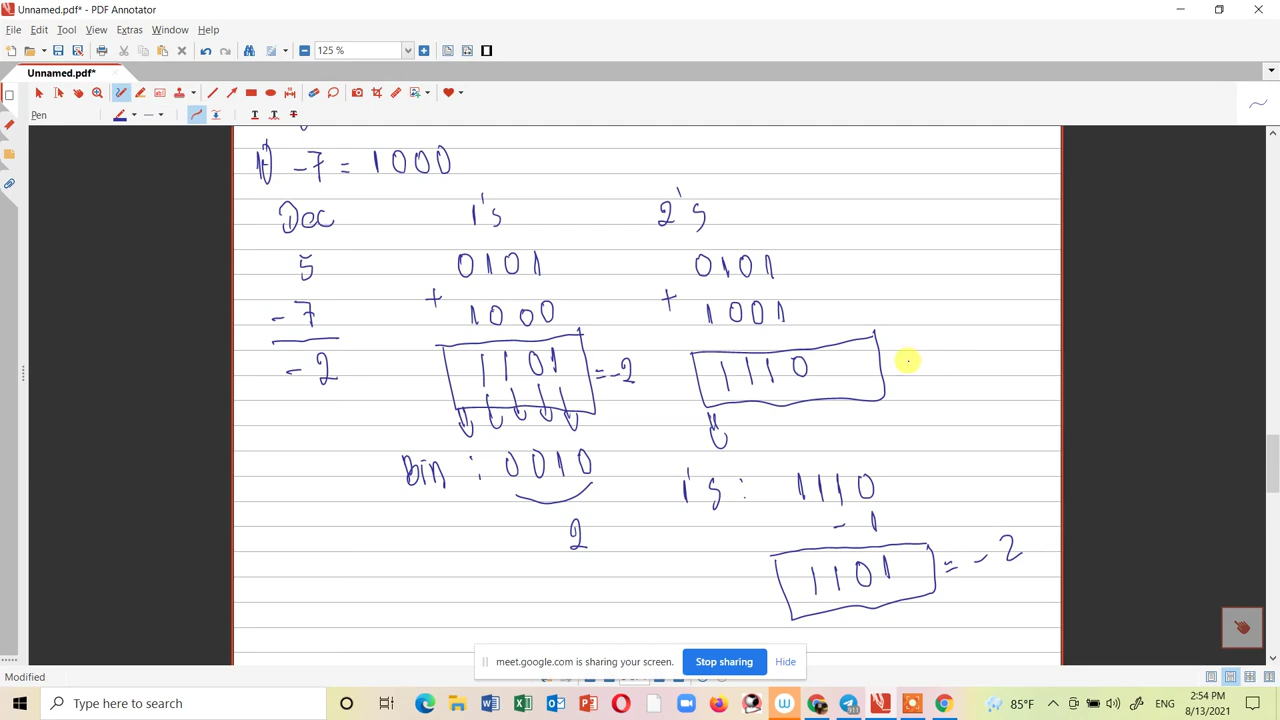 Unnamed.pdf* - PDF Annotator
File Edit Tool View Extras Window Help
125 %
Unnamed.pdf*
Pen
-7 = 1000
Dec 1's 2's
5 0101 0101
- 7 + 1000 + 1001
- 2 1101 = -2 1110
Bin : 0010
2
1's : 1110
- 1
1101 = -2
meet.google.com is sharing your screen. Stop sharing Hide
Modified
Type here to search
85°F ENG 2:54 PM
8/13/2021